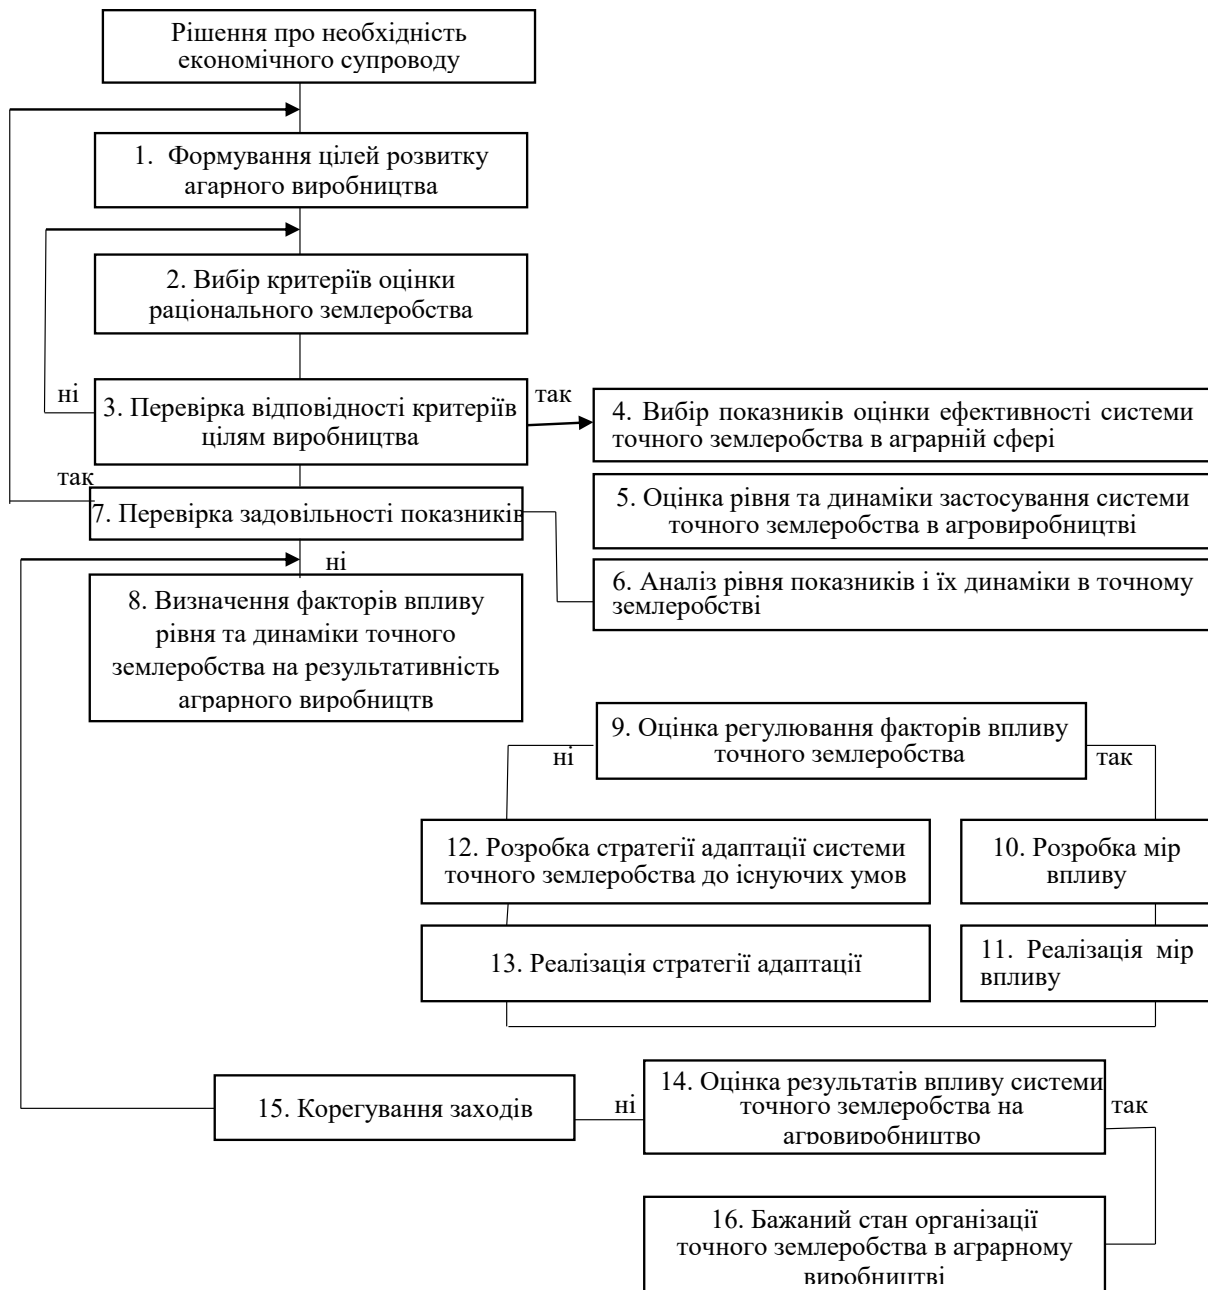 Рішення про необхідність
економічного супроводу
1. Формування цілей розвитку
агарного виробництва
2. Вибір критеріїв оцінки
раціонального землеробства
ні
3. Перевірка відповідності критеріїв
цілям виробництва
так
4. Вибір показників оцінки ефективності системи
точного землеробства в аграрній сфері
так
7. Перевірка задовільності показників
5. Оцінка рівня та динаміки застосування системи
точного землеробства в агровиробництві
ні
6. Аналіз рівня показників і їх динаміки в точному
землеробстві
8. Визначення факторів впливу
рівня та динаміки точного
землеробства на результативність
аграрного виробництв
9. Оцінка регулювання факторів впливу
точного землеробства
ні
так
12. Розробка стратегії адаптації системи
точного землеробства до існуючих умов
10. Розробка мір
впливу
13. Реалізація стратегії адаптації
11. Реалізація мір
впливу
15. Корегування заходів
ні
14. Оцінка результатів впливу системи
точного землеробства на
агровиробництво
так
16. Бажаний стан організації
точного землеробства в аграрному
виробництві